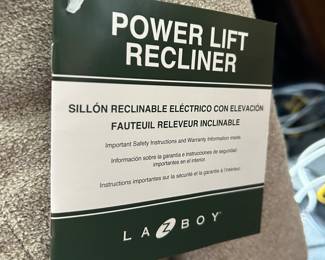 POWER LIFT
RECLINER
SILLÓN RECLINABLE ELÉCTRICO CON ELEVACIÓN
FAUTEUIL RELEVEUR INCLINABLE
Important Safety Instructions and Warranty Information inside.
Información sobre la garantia e instrucciones de seguridad
importantes en el interior.
Instructions importantes sur la sécurité et la garantie à l'intérieur.
LA Z BOY